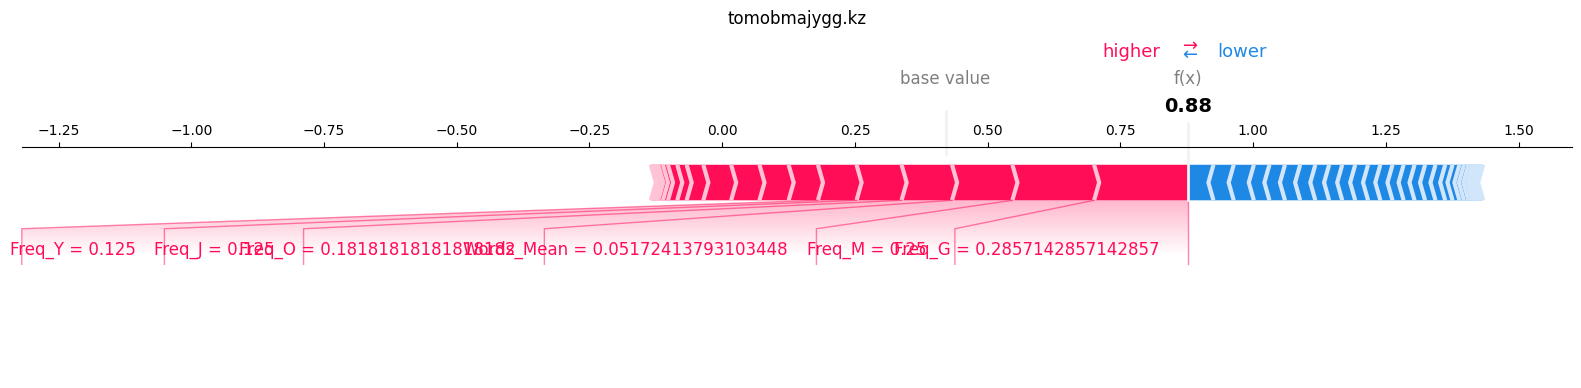 tomobmajygg.kz
higher → ← lower
base value f(x)
0.88
−1.25 −1.00 −0.75 −0.50 −0.25 0.00 0.25 0.50 0.75 1.00 1.25 1.50
Freq_Y = 0.125 Freq_J = 0.125 Freq_O = 0.18181818181818182 Words_Mean = 0.05172413793103448 Freq_M = 0.25 Freq_G = 0.2857142857142857